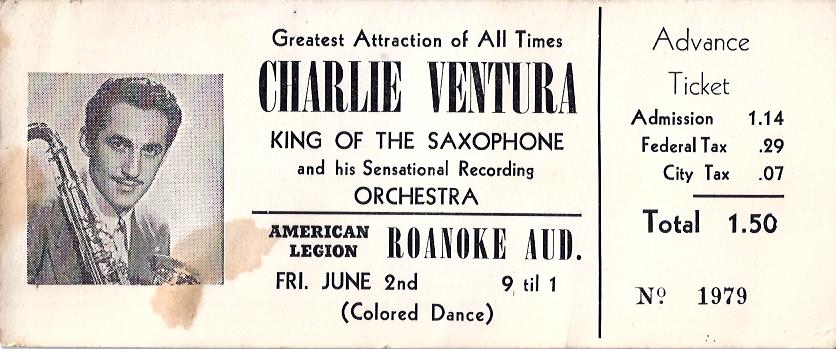 Greatest Attraction of All Times
CHARLIE VENTURA
KING OF THE SAXOPHONE
and his Sensational Recording
ORCHESTRA
AMERICAN LEGION ROANOKE AUD.
FRI. JUNE 2nd 9 til 1
(Colored Dance)
Advance
Ticket
Admission 1.14
Federal Tax .29
City Tax .07
Total 1.50
Nº 1979